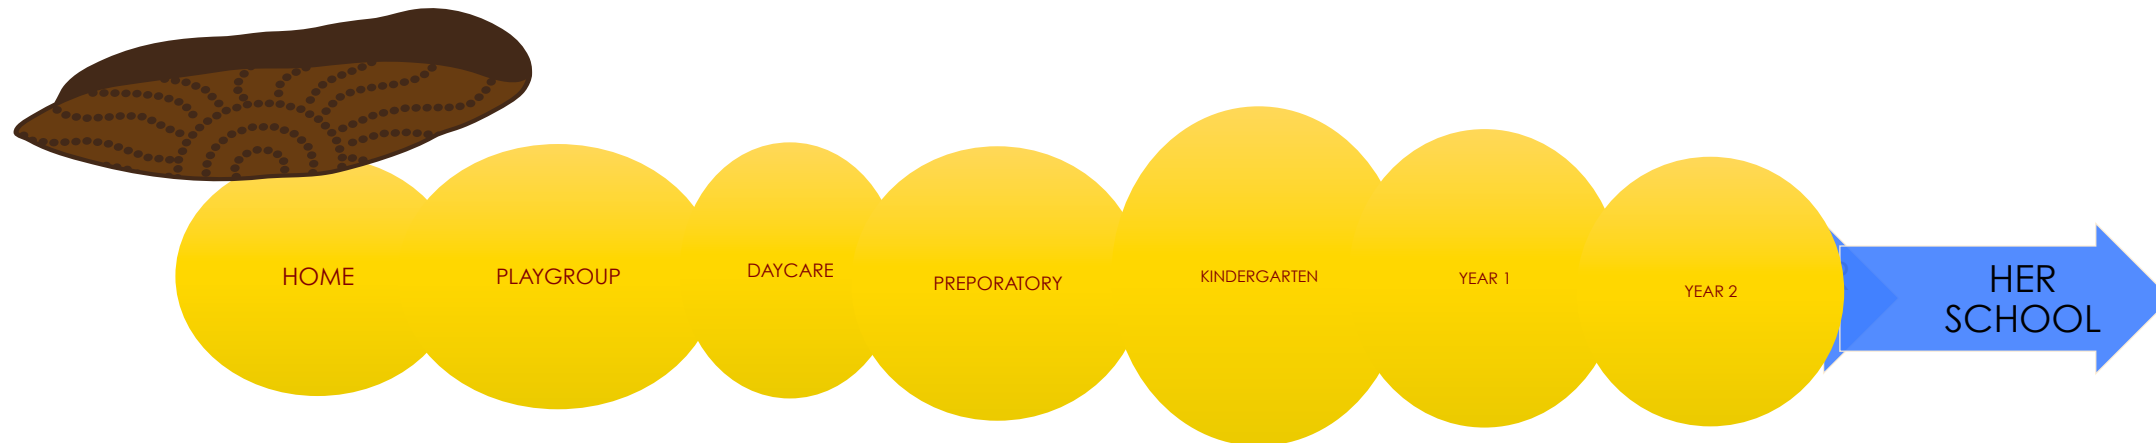 HOME
PLAYGROUP
DAYCARE
PREPORATORY
KINDERGARTEN
YEAR 1
YEAR 2
HER
SCHOOL